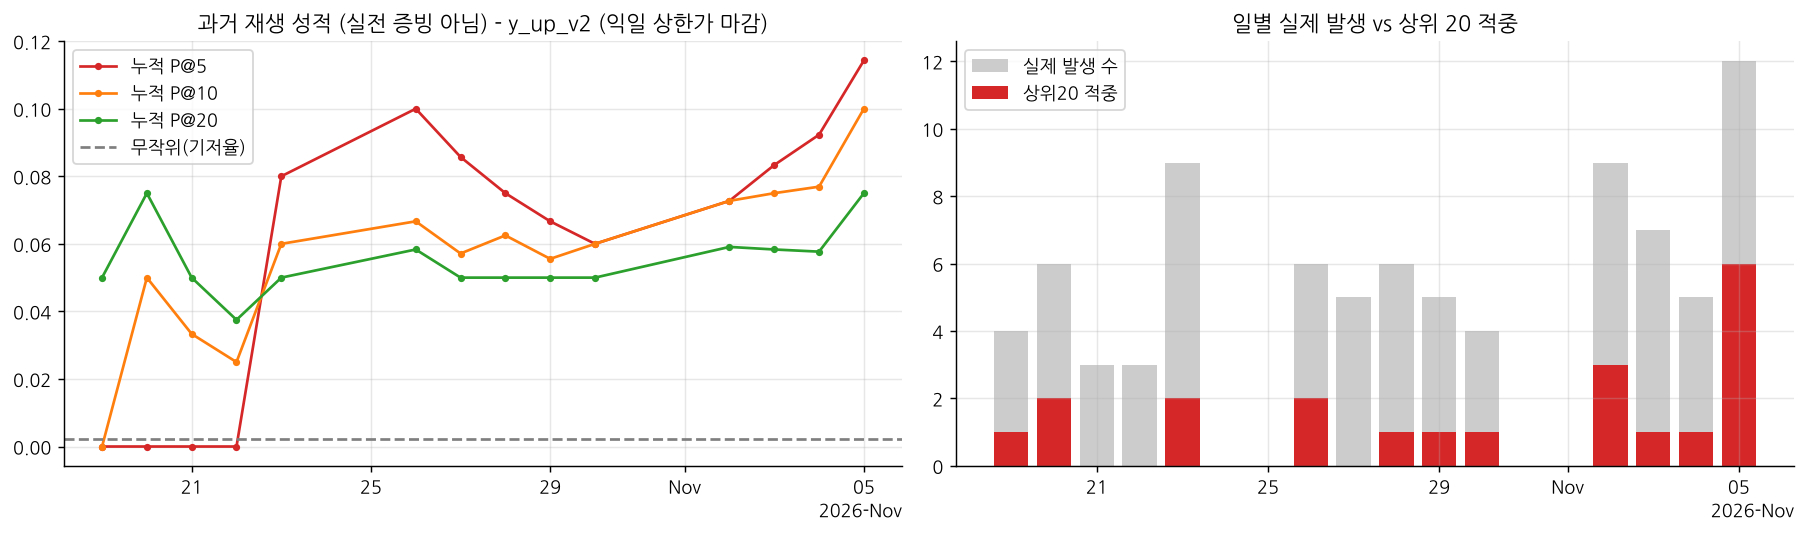 과거 재생 성적 (실전 증빙 아님) - y_up_v2 (익일 상한가 마감)
0.12
0.10
0.08
0.06
0.04
0.02
0.00
누적 P@5
누적 P@10
누적 P@20
무작위(기저율)
21
25
29
Nov
05
2026-Nov
일별 실제 발생 vs 상위 20 적중
12
10
8
6
4
2
0
실제 발생 수
상위20 적중
21
25
29
Nov
05
2026-Nov